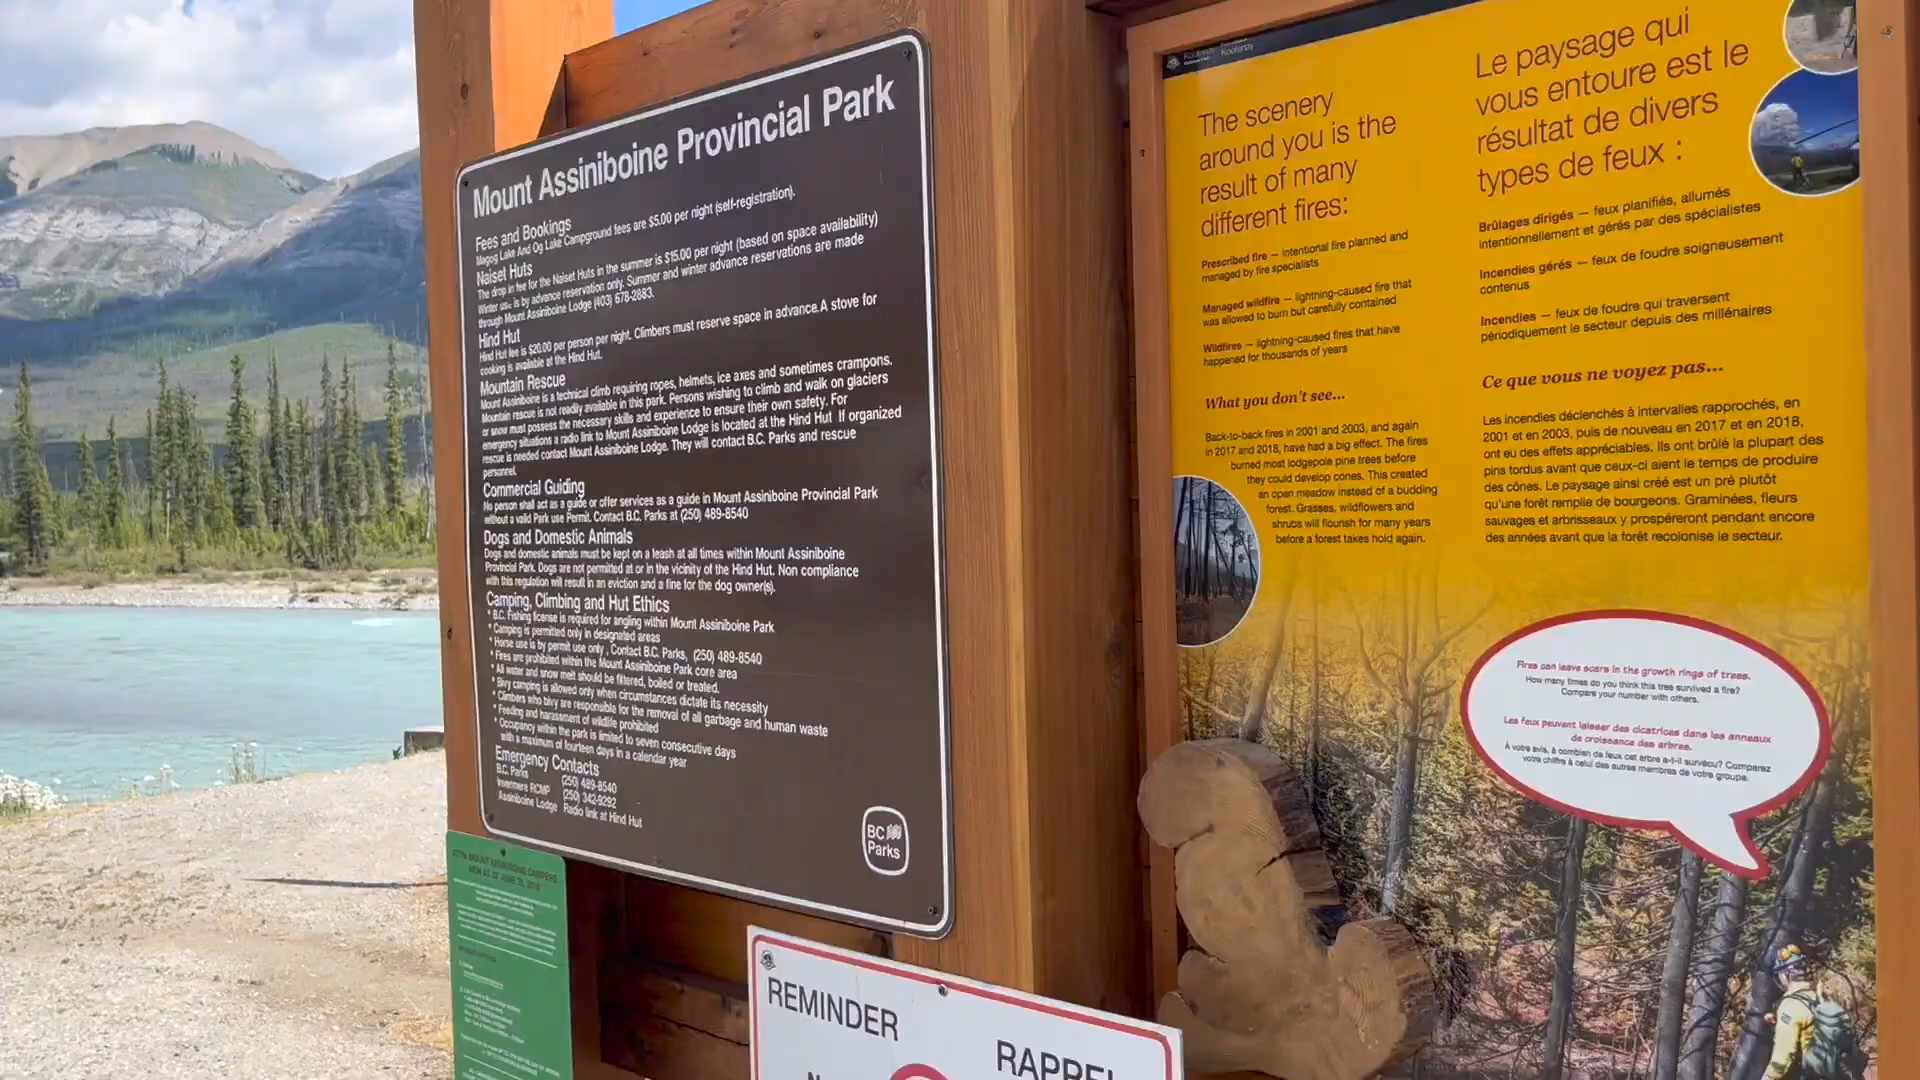 Mount Assiniboine Provincial Park
Fees and Bookings
Magog Lake And Og Lake Campground fees are $5.00 per night (self-registration).
Naiset Huts
The drop in fee for the Naiset Huts in the summer is $15.00 per night (based on space availability)
Winter use is by advance reservation only. Summer and winter advance reservations are made
through Mount Assiniboine Lodge (403) 678-2883.
Hind Hut
Hind Hut fee is $20.00 per person per night. Climbers must reserve space in advance.A stove for
cooking is available at the Hind Hut.
Mountain Rescue
Mount Assiniboine is a technical climb requiring ropes, helmets, ice axes and sometimes crampons.
Mountain rescue is not readily available in this park. Persons wishing to climb and walk on glaciers
or snow must possess the necessary skills and experience to ensure their own safety. For
emergency situations a radio link to Mount Assiniboine Lodge is located at the Hind Hut If organized
rescue is needed contact Mount Assiniboine Lodge. They will contact B.C. Parks and rescue
personnel.
Commercial Guiding
No person shall act as a guide or offer services as a guide in Mount Assiniboine Provincial Park
without a valid Park use Permit. Contact B.C. Parks at (250) 489-8540
Dogs and Domestic Animals
Dogs and domestic animals must be kept on a leash at all times within Mount Assiniboine
Provincial Park. Dogs are not permitted at or in the vicinity of the Hind Hut. Non compliance
with this regulation will result in an eviction and a fine for the dog owner(s).
Camping, Climbing and Hut Ethics
* B.C. Fishing license is required for angling within Mount Assiniboine Park
* Camping is permitted only in designated areas
* Horse use is by permit use only , Contact B.C. Parks, (250) 489-8540
* Fires are prohibited within the Mount Assiniboine Park core area
* All water and snow melt should be filtered, boiled or treated.
* Bivy camping is allowed only when circumstances dictate its necessity
* Climbers who bivy are responsible for the removal of all garbage and human waste
* Feeding and harassment of wildlife prohibited
* Occupancy within the park is limited to seven consecutive days
with a maximum of fourteen days in a calendar year
Emergency Contacts
B.C. Parks (250) 489-8540
Invermere RCMP (250) 342-9292
Assiniboine Lodge Radio link at Hind Hut
BC
Parks
ATTN: MOUNT ASSINIBOINE CAMPERS
REMINDER
RAPPEL
Kootenay
Kootenay
The scenery
around you is the
result of many
different fires:
Prescribed fire — intentional fire planned and
managed by fire specialists
Managed wildfire — lightning-caused fire that
was allowed to burn but carefully contained
Wildfires — lightning-caused fires that have
happened for thousands of years
What you don't see...
Back-to-back fires in 2001 and 2003, and again
in 2017 and 2018, have had a big effect. The fires
burned most lodgepole pine trees before
they could develop cones. This created
an open meadow instead of a budding
forest. Grasses, wildflowers and
shrubs will flourish for many years
before a forest takes hold again.
Le paysage qui
vous entoure est le
résultat de divers
types de feux :
Brûlages dirigés — feux planifiés, allumés
intentionnellement et gérés par des spécialistes
Incendies gérés — feux de foudre soigneusement
contenus
Incendies — feux de foudre qui traversent
périodiquement le secteur depuis des millénaires
Ce que vous ne voyez pas...
Les incendies déclenchés à intervalles rapprochés, en
2001 et en 2003, puis de nouveau en 2017 et en 2018,
ont eu des effets appréciables. Ils ont brûlé la plupart des
pins tordus avant que ceux-ci aient le temps de produire
des cônes. Le paysage ainsi créé est un pré plutôt
qu'une forêt remplie de bourgeons. Graminées, fleurs
sauvages et arbrisseaux y prospéreront pendant encore
des années avant que la forêt recolonise le secteur.
Fires can leave scars in the growth rings of trees.
How many times do you think this tree survived a fire?
Compare your number with others.
Les feux peuvent laisser des cicatrices dans les anneaux
de croissance des arbres.
À votre avis, à combien de feux cet arbre a-t-il survécu? Comparez
votre chiffre à celui des autres membres de votre groupe.